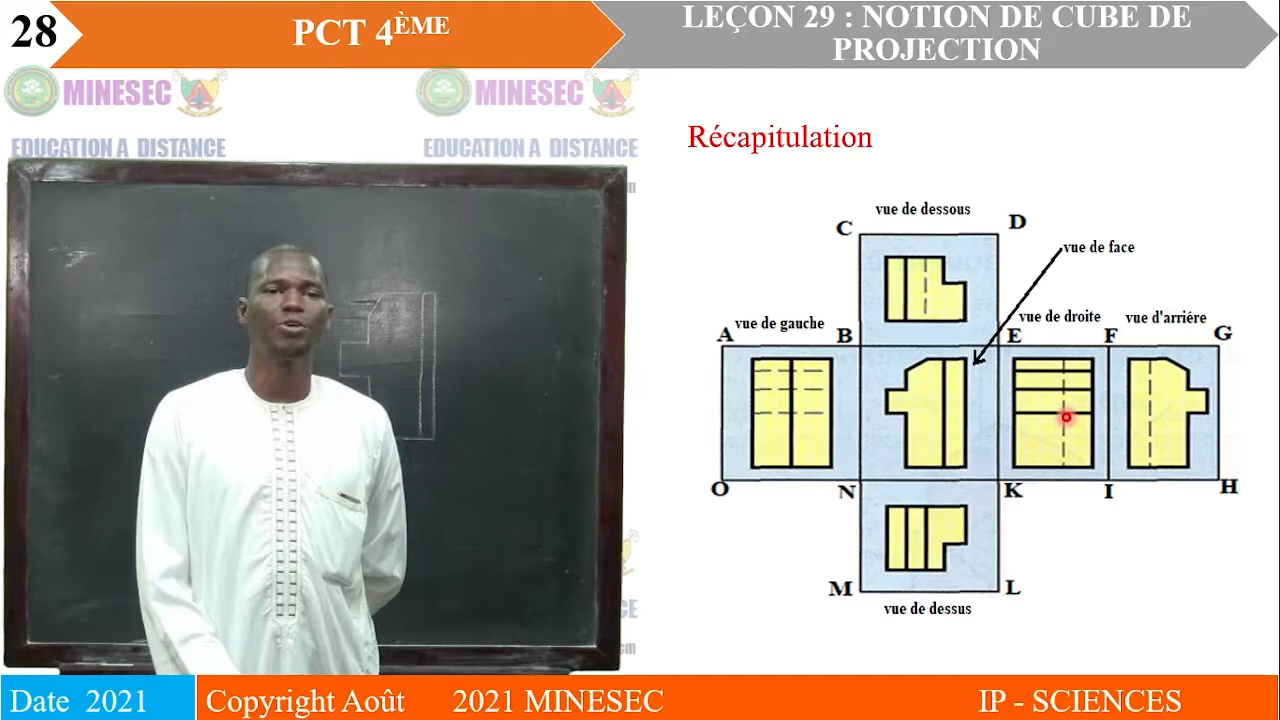 28
PCT 4ÈME
LEÇON 29 : NOTION DE CUBE DE
PROJECTION
MINESEC
MINESEC
EDUCATION A DISTANCE
EDUCATION A DISTANCE
Récapitulation
vue de dessous
C
D
vue de face
vue de gauche
vue de droite
vue d'arriére
A
B
E
F
G
O
N
K
I
H
M
L
vue de dessus
Date 2021
Copyright Août
2021 MINESEC
IP - SCIENCES